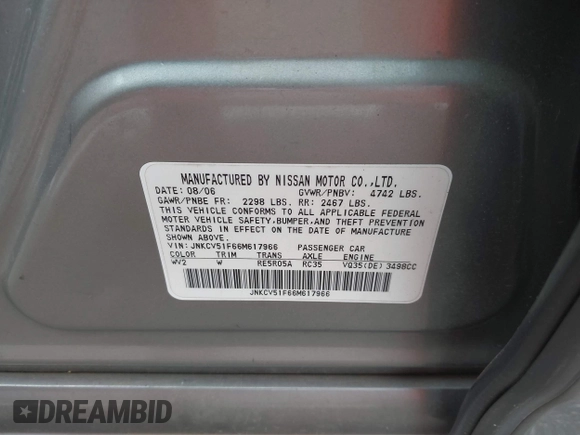 MANUFACTURED BY NISSAN MOTOR CO.,LTD.
DATE: 08/06 GVWR/PNBV: 4742 LBS.
GAWR/PNBE FR: 2298 LBS. RR: 2467 LBS.
THIS VEHICLE CONFORMS TO ALL APPLICABLE FEDERAL
MOTOR VEHICLE SAFETY,BUMPER,AND THEFT PREVENTION
STANDARDS IN EFFECT ON THE DATE OF MANUFACTURE
SHOWN ABOVE.
VIN: JNKCV51F66M617966 PASSENGER CAR
COLOR TRIM TRANS AXLE ENGINE
WV2 W RE5R05A RC35 VQ35(DE) 3498CC
JNKCV51F66M617966
DREAMBID